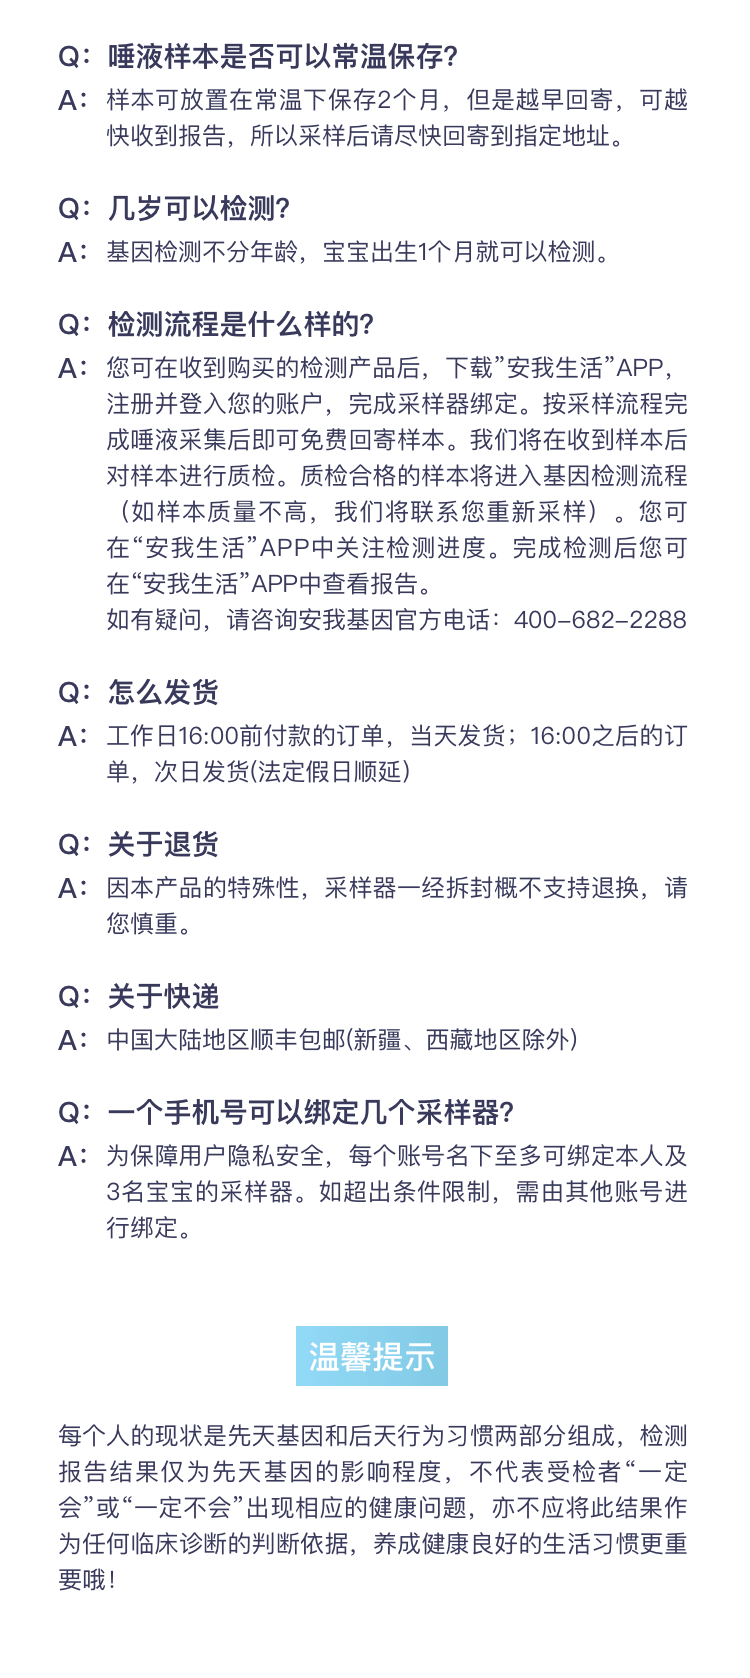 Q：唾液样本是否可以常温保存?
A：样本可放置在常温下保存2个月，但是越早回寄，可越
快收到报告，所以采样后请尽快回寄到指定地址。
Q：几岁可以检测?
A：基因检测不分年龄，宝宝出生1个月就可以检测。
Q：检测流程是什么样的?
A：您可在收到购买的检测产品后，下载”安我生活”APP，
注册并登入您的账户，完成采样器绑定。按采样流程完
成唾液采集后即可免费回寄样本。我们将在收到样本后
对样本进行质检。质检合格的样本将进入基因检测流程
（如样本质量不高，我们将联系您重新采样）。您可
在“安我生活”APP中关注检测进度。完成检测后您可
在“安我生活”APP中查看报告。
如有疑问，请咨询安我基因官方电话：400–682–2288
Q：怎么发货
A：工作日16:00前付款的订单，当天发货；16:00之后的订
单，次日发货(法定假日顺延)
Q：关于退货
A：因本产品的特殊性，采样器一经拆封概不支持退换，请
您慎重。
Q：关于快递
A：中国大陆地区顺丰包邮(新疆、西藏地区除外)
Q：一个手机号可以绑定几个采样器?
A：为保障用户隐私安全，每个账号名下至多可绑定本人及
3名宝宝的采样器。如超出条件限制，需由其他账号进
行绑定。
温馨提示
每个人的现状是先天基因和后天行为习惯两部分组成，检测
报告结果仅为先天基因的影响程度，不代表受检者“一定
会”或“一定不会”出现相应的健康问题，亦不应将此结果作
为任何临床诊断的判断依据，养成健康良好的生活习惯更重
要哦！